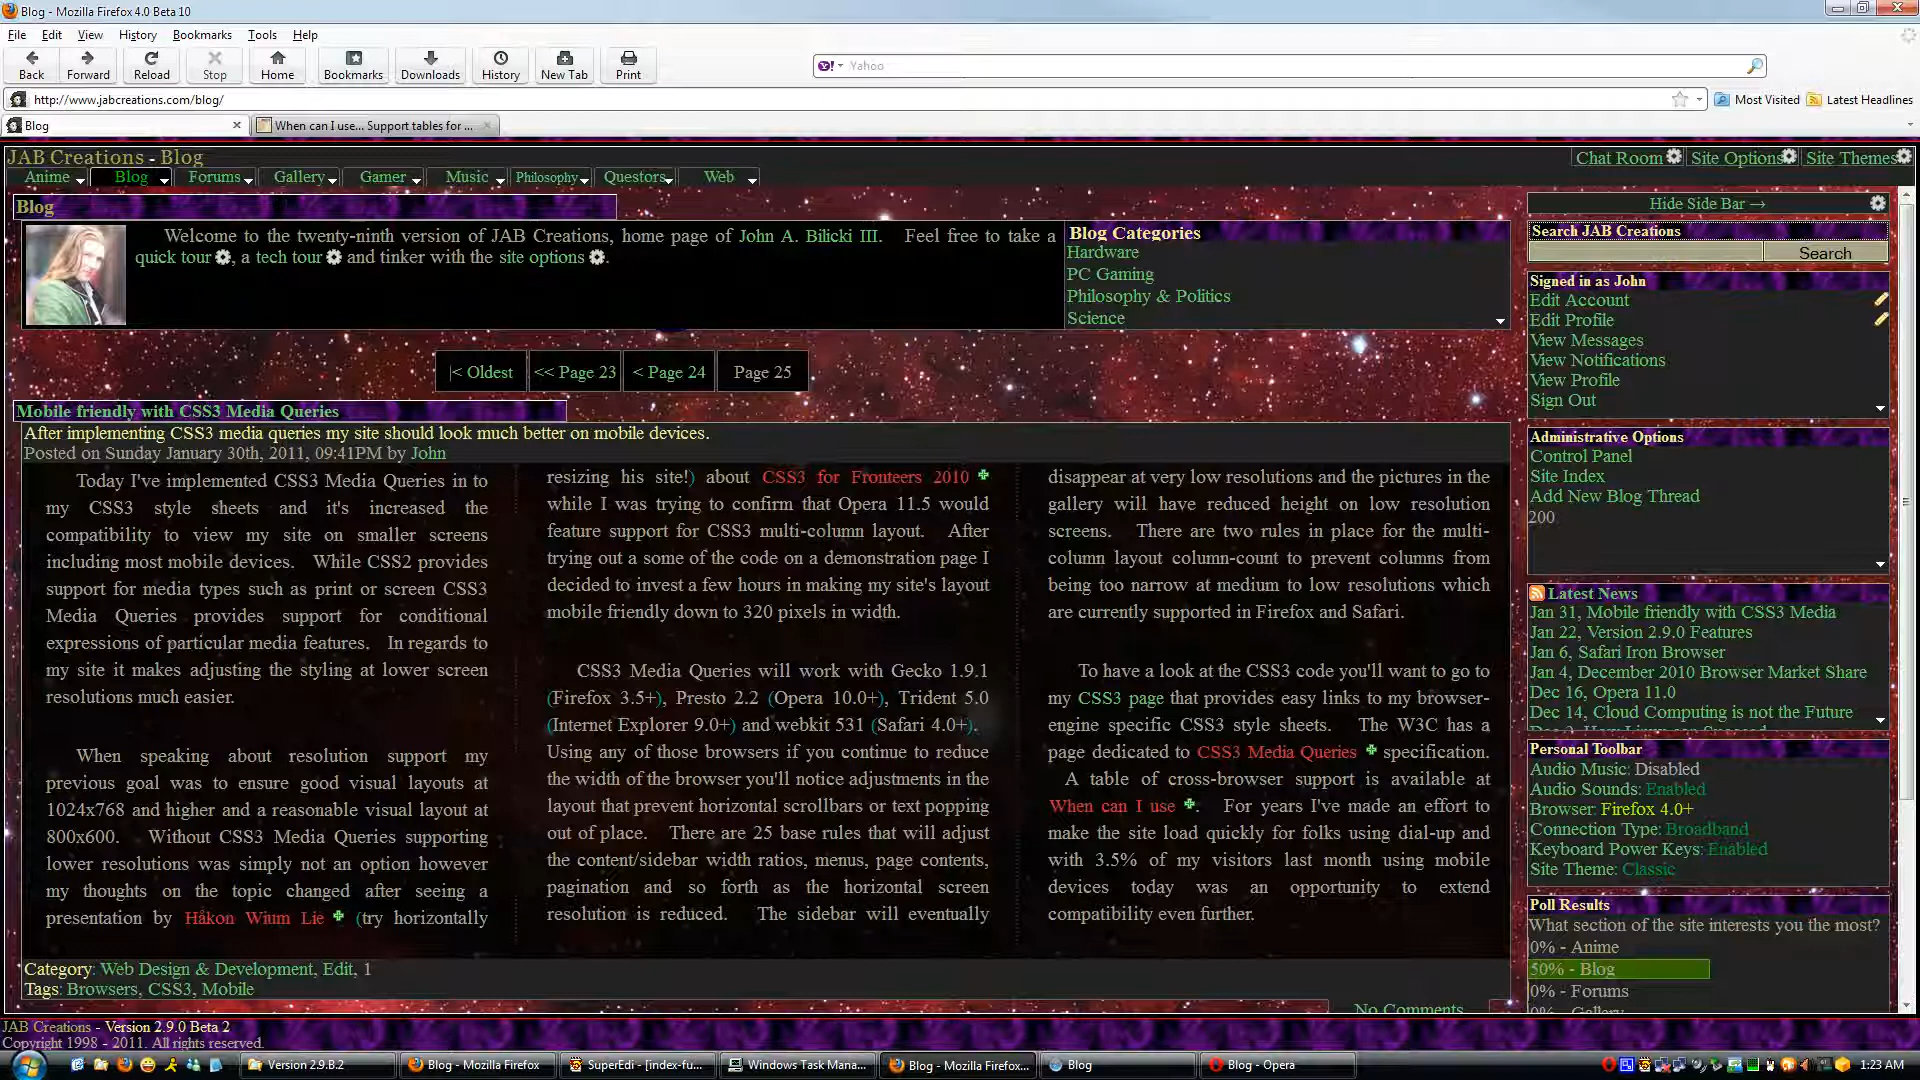 Blog - Mozilla Firefox 4.0 Beta 10
File Edit View History Bookmarks Tools Help
Back Forward Reload Stop Home Bookmarks Downloads History New Tab Print
Yahoo
http://www.jabcreations.com/blog/
Most Visited Latest Headlines
Blog
When can I use... Support tables for ...
JAB Creations - Blog
Chat Room Site Options Site Themes
Anime Blog Forums Gallery Gamer Music Philosophy Questors Web
Blog
Welcome to the twenty-ninth version of JAB Creations, home page of John A. Bilicki III. Feel free to take a
quick tour, a tech tour and tinker with the site options.
Blog Categories
Hardware
PC Gaming
Philosophy & Politics
Science
|< Oldest
<< Page 23
< Page 24
Page 25
Mobile friendly with CSS3 Media Queries
After implementing CSS3 media queries my site should look much better on mobile devices.
Posted on Sunday January 30th, 2011, 09:41PM by John
Today I've implemented CSS3 Media Queries in to
my CSS3 style sheets and it's increased the
compatibility to view my site on smaller screens
including most mobile devices. While CSS2 provides
support for media types such as print or screen CSS3
Media Queries provides support for conditional
expressions of particular media features. In regards to
my site it makes adjusting the styling at lower screen
resolutions much easier.
When speaking about resolution support my
previous goal was to ensure good visual layouts at
1024x768 and higher and a reasonable visual layout at
800x600. Without CSS3 Media Queries supporting
lower resolutions was simply not an option however
my thoughts on the topic changed after seeing a
presentation by Håkon Wium Lie (try horizontally
resizing his site!) about CSS3 for Fronteers 2010
while I was trying to confirm that Opera 11.5 would
feature support for CSS3 multi-column layout. After
trying out a some of the code on a demonstration page I
decided to invest a few hours in making my site's layout
mobile friendly down to 320 pixels in width.
CSS3 Media Queries will work with Gecko 1.9.1
(Firefox 3.5+), Presto 2.2 (Opera 10.0+), Trident 5.0
(Internet Explorer 9.0+) and webkit 531 (Safari 4.0+).
Using any of those browsers if you continue to reduce
the width of the browser you'll notice adjustments in the
layout that prevent horizontal scrollbars or text popping
out of place. There are 25 base rules that will adjust
the content/sidebar width ratios, menus, page contents,
pagination and so forth as the horizontal screen
resolution is reduced. The sidebar will eventually
disappear at very low resolutions and the pictures in the
gallery will have reduced height on low resolution
screens. There are two rules in place for the multi-
column layout column-count to prevent columns from
being too narrow at medium to low resolutions which
are currently supported in Firefox and Safari.
To have a look at the CSS3 code you'll want to go to
my CSS3 page that provides easy links to my browser-
engine specific CSS3 style sheets. The W3C has a
page dedicated to CSS3 Media Queries specification.
A table of cross-browser support is available at
When can I use. For years I've made an effort to
make the site load quickly for folks using dial-up and
with 3.5% of my visitors last month using mobile
devices today was an opportunity to extend
compatibility even further.
Category: Web Design & Development, Edit, 1
Tags: Browsers, CSS3, Mobile
No Comments
Hide Side Bar →
Search JAB Creations
Search
Signed in as John
Edit Account
Edit Profile
View Messages
View Notifications
View Profile
Sign Out
Administrative Options
Control Panel
Site Index
Add New Blog Thread
200
Latest News
Jan 31, Mobile friendly with CSS3 Media
Jan 22, Version 2.9.0 Features
Jan 6, Safari Iron Browser
Jan 4, December 2010 Browser Market Share
Dec 16, Opera 11.0
Dec 14, Cloud Computing is not the Future
Personal Toolbar
Audio Music: Disabled
Audio Sounds: Enabled
Browser: Firefox 4.0+
Connection Type: Broadband
Keyboard Power Keys: Enabled
Site Theme: Classic
Poll Results
What section of the site interests you the most?
0% - Anime
50% - Blog
0% - Forums
0% - Gallery
JAB Creations - Version 2.9.0 Beta 2
Copyright 1998 - 2011. All rights reserved.
Version 2.9.B.2
Blog - Mozilla Firefox
SuperEdi - [index-fu...
Windows Task Mana...
Blog - Mozilla Firefox...
Blog
Blog - Opera
1:23 AM